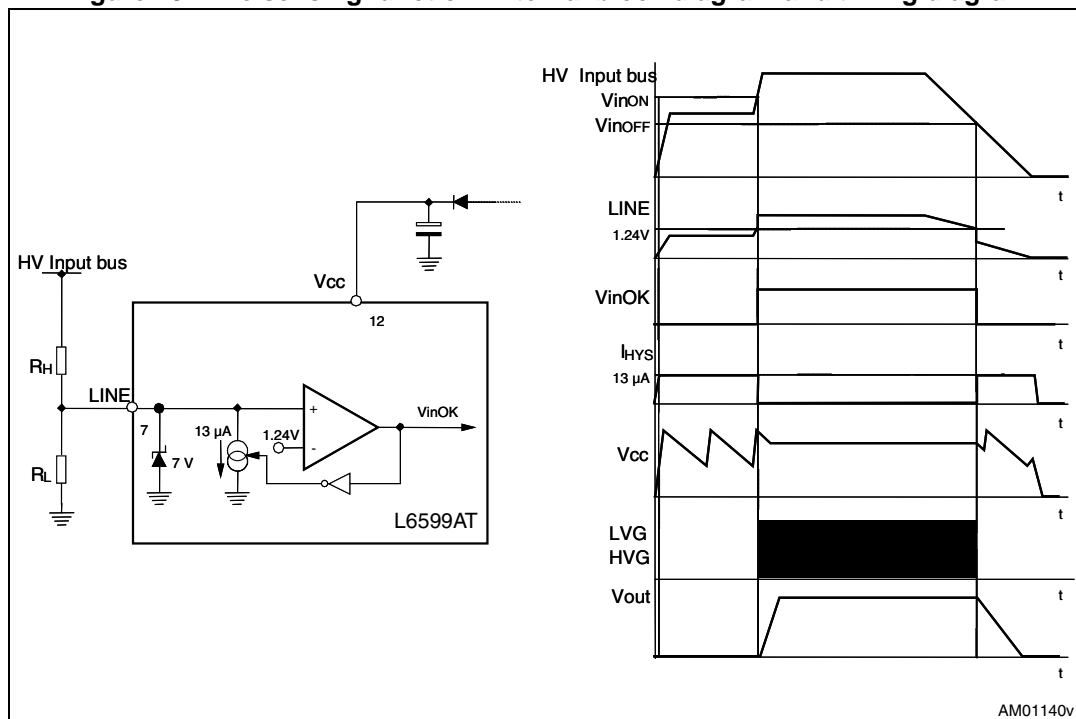 HV Input bus
VinON
VinOFF
t
LINE
1.24V
t
VinOK
t
IHYS
13 µA
t
Vcc
t
LVG
HVG
t
Vout
t
HV Input bus
RH
RL
LINE
7
7 V
13 µA
1.24V
+
-
VinOK
Vcc
12
L6599AT
AM01140v